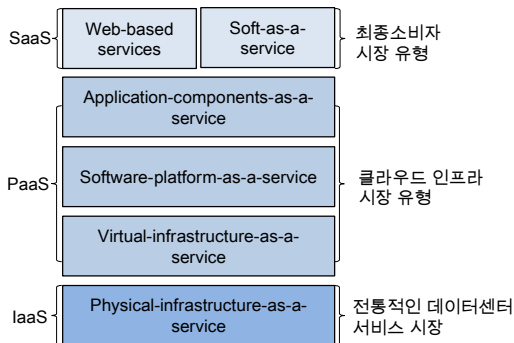 SaaS
Web-based
services
Soft-as-a-
service
최종소비자
시장 유형
PaaS
Application-components-as-a-
service
Software-platform-as-a-service
Virtual-infrastructure-as-a-
service
클라우드 인프라
시장 유형
IaaS
Physical-infrastructure-as-a-
service
전통적인 데이터센터
서비스 시장